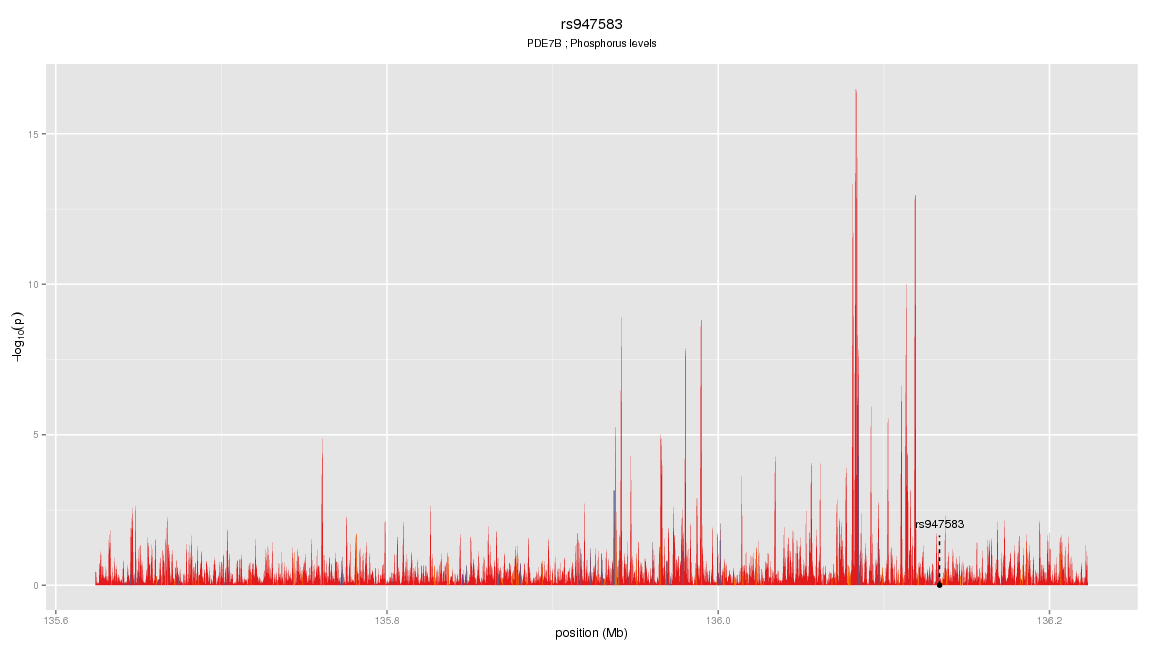 rs947583
PDE7B ; Phosphorus levels
15
10
5
0
−log10(p)
rs947583
135.6
135.8
136.0
136.2
position (Mb)